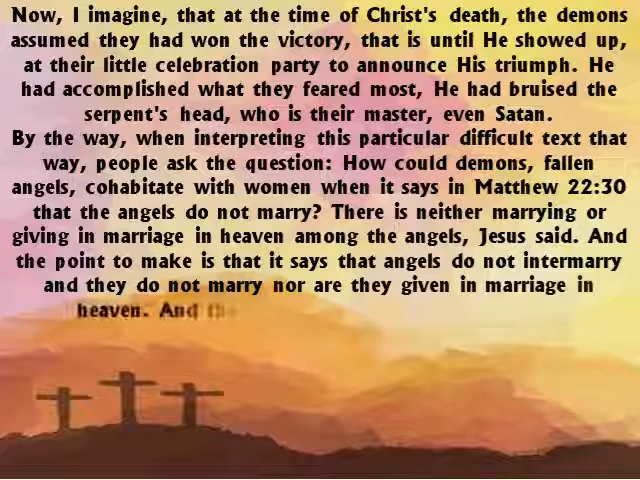 Now, I imagine, that at the time of Christ's death, the demons
assumed they had won the victory, that is until He showed up,
at their little celebration party to announce His triumph. He
had accomplished what they feared most, He had bruised the
serpent's head, who is their master, even Satan.
By the way, when interpreting this particular difficult text that
way, people ask the question: How could demons, fallen
angels, cohabitate with women when it says in Matthew 22:30
that the angels do not marry? There is neither marrying or
giving in marriage in heaven among the angels, Jesus said. And
the point to make is that it says that angels do not intermarry
and they do not marry nor are they given in marriage in
heaven. And the